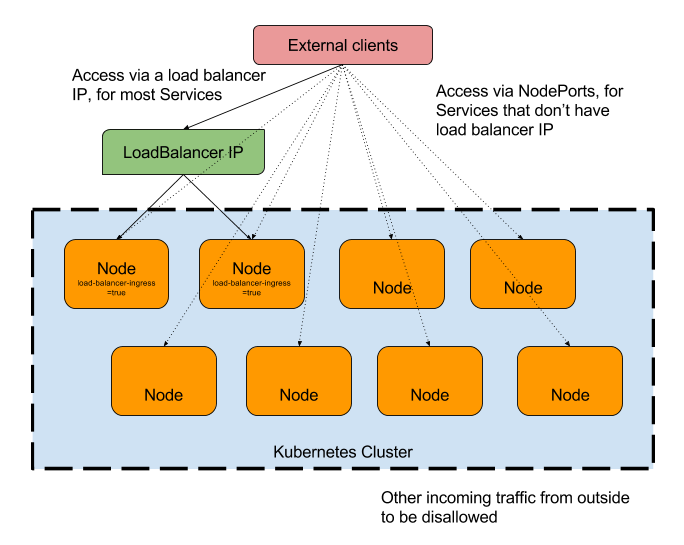 External clients
Access via a load balancer
IP, for most Services
Access via NodePorts, for
Services that don't have
load balancer IP
LoadBalancer IP
Node
load-balancer-ingress
=true
Node
load-balancer-ingress
=true
Node
Node
Node
Node
Node
Node
Kubernetes Cluster
Other incoming traffic from outside
to be disallowed